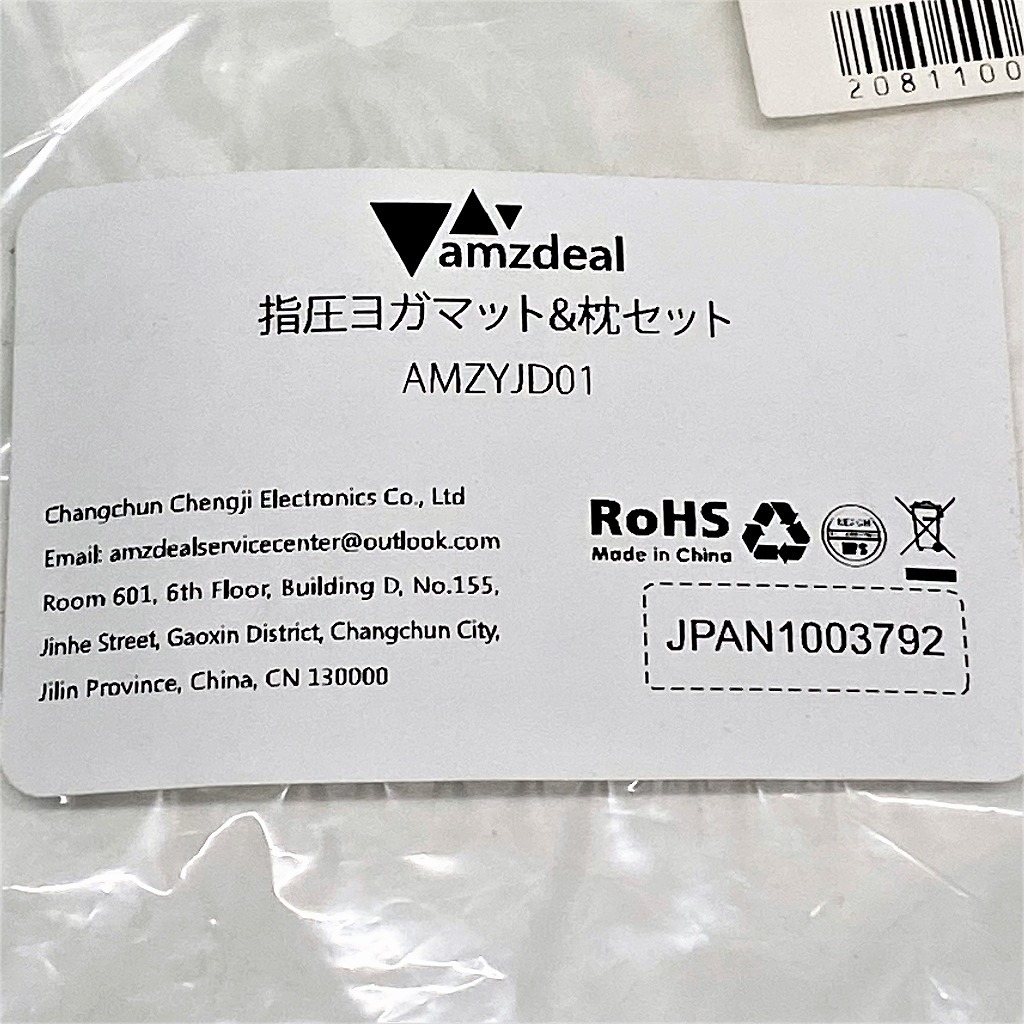 2081100
amzdeal
指圧ヨガマット&枕セット
AMZYJD01
Changchun Chengji Electronics Co., Ltd
Email: amzdealservicecenter@outlook.com
Room 601, 6th Floor, Building D, No.155,
Jinhe Street, Gaoxin District, Changchun City,
Jilin Province, China, CN 130000
RoHS
Made in China
JPAN1003792